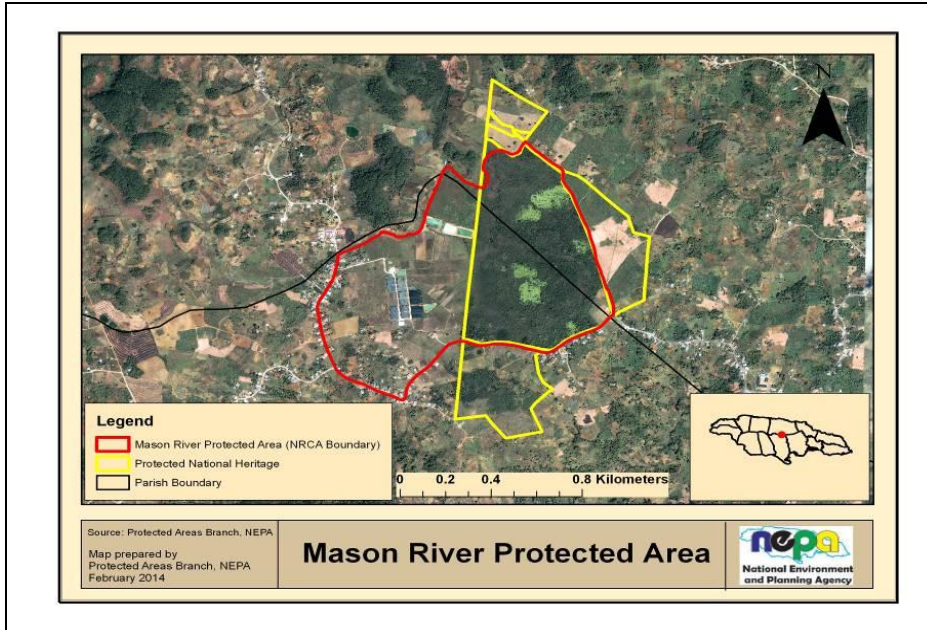 N
Legend
Mason River Protected Area (NRCA Boundary)
Protected National Heritage
Parish Boundary
0 0.2 0.4 0.8 Kilometers
Source: Protected Areas Branch, NEPA
Map prepared by
Protected Areas Branch, NEPA
February 2014
Mason River Protected Area
nepa
National Environment
and Planning Agency